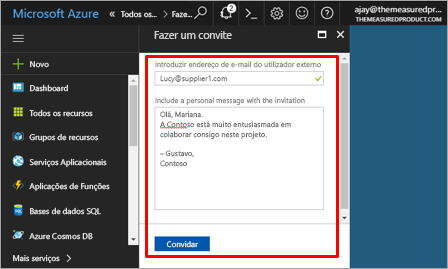 Microsoft Azure
« Todos os... > Faze...
2
ajay@themeasuredpr...
THEMEASUREDPRODUCT.COM
Fazer um convite
Novo
Dashboard
Todos os recursos
Grupos de recursos
Serviços Aplicacionais
Aplicações de Funções
Bases de dados SQL
Azure Cosmos DB
Mais serviços >
Introduzir endereço de e-mail do utilizador externo
Lucy@supplier1.com
Include a personal message with the invitation
Olá, Mariana.
A Contoso está muito entusiasmada em
colaborar consigo neste projeto.
– Gustavo,
Contoso
Convidar